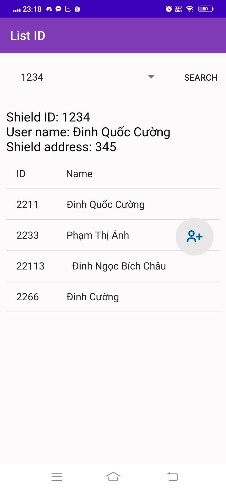 23:18
List ID
1234 SEARCH
Shield ID: 1234
User name: Đinh Quốc Cường
Shield address: 345
ID Name
2211 Đinh Quốc Cường
2233 Phạm Thị Ánh
22113 Đinh Ngọc Bích Châu
2266 Đinh Cường